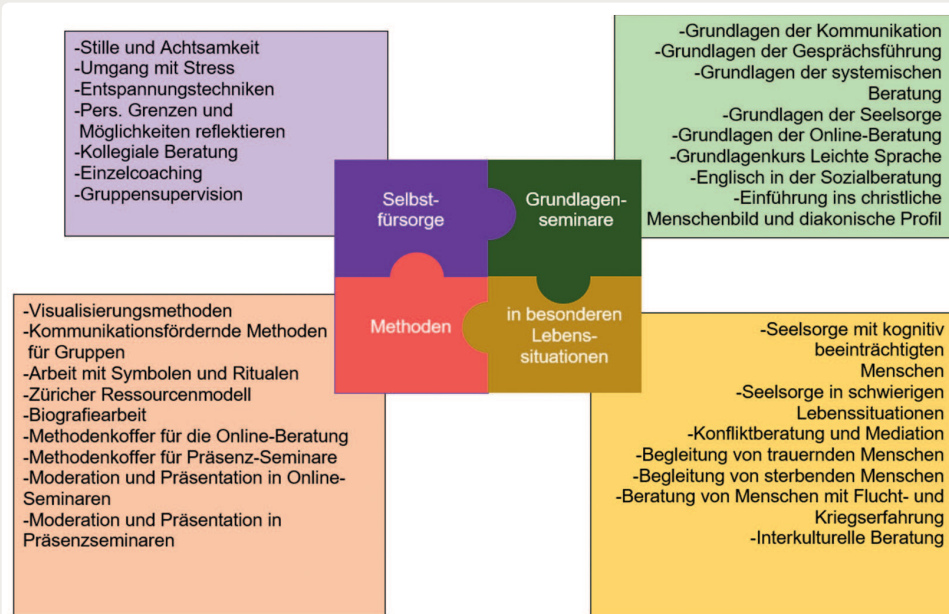 -Stille und Achtsamkeit
-Umgang mit Stress
-Entspannungstechniken
-Pers. Grenzen und
Möglichkeiten reflektieren
-Kollegiale Beratung
-Einzelcoaching
-Gruppensupervision
-Grundlagen der Kommunikation
-Grundlagen der Gesprächsführung
-Grundlagen der systemischen
Beratung
-Grundlagen der Seelsorge
-Grundlagen der Online-Beratung
-Grundlagenkurs Leichte Sprache
-Englisch in der Sozialberatung
-Einführung ins christliche
Menschenbild und diakonische Profil
Selbst-
fürsorge
Grundlagen-
seminare
Methoden
in besonderen
Lebens-
situationen
-Visualisierungsmethoden
-Kommunikationsfördernde Methoden
für Gruppen
-Arbeit mit Symbolen und Ritualen
-Züricher Ressourcenmodell
-Biografiearbeit
-Methodenkoffer für die Online-Beratung
-Methodenkoffer für Präsenz-Seminare
-Moderation und Präsentation in Online-
Seminaren
-Moderation und Präsentation in
Präsenzseminaren
-Seelsorge mit kognitiv
beeinträchtigten
Menschen
-Seelsorge in schwierigen
Lebenssituationen
-Konfliktberatung und Mediation
-Begleitung von trauernden Menschen
-Begleitung von sterbenden Menschen
-Beratung von Menschen mit Flucht- und
Kriegserfahrung
-Interkulturelle Beratung